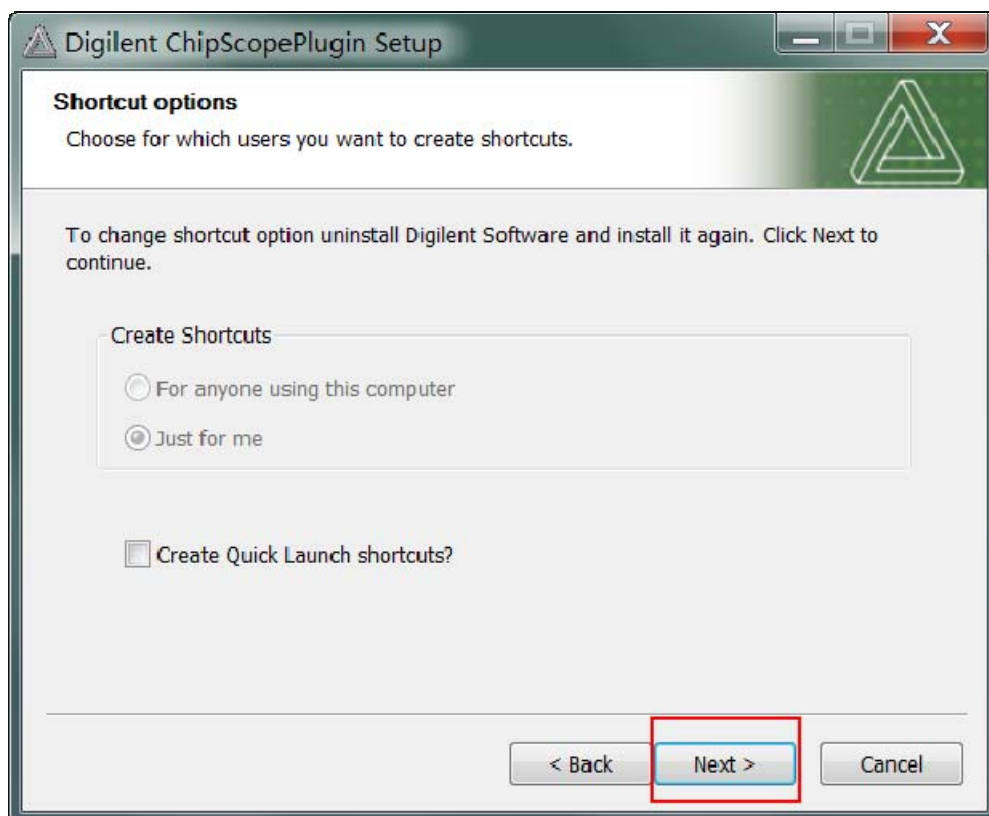 Digilent ChipScopePlugin Setup
Shortcut options
Choose for which users you want to create shortcuts.
To change shortcut option uninstall Digilent Software and install it again. Click Next to
continue.
Create Shortcuts
For anyone using this computer
Just for me
Create Quick Launch shortcuts?
< Back
Next >
Cancel